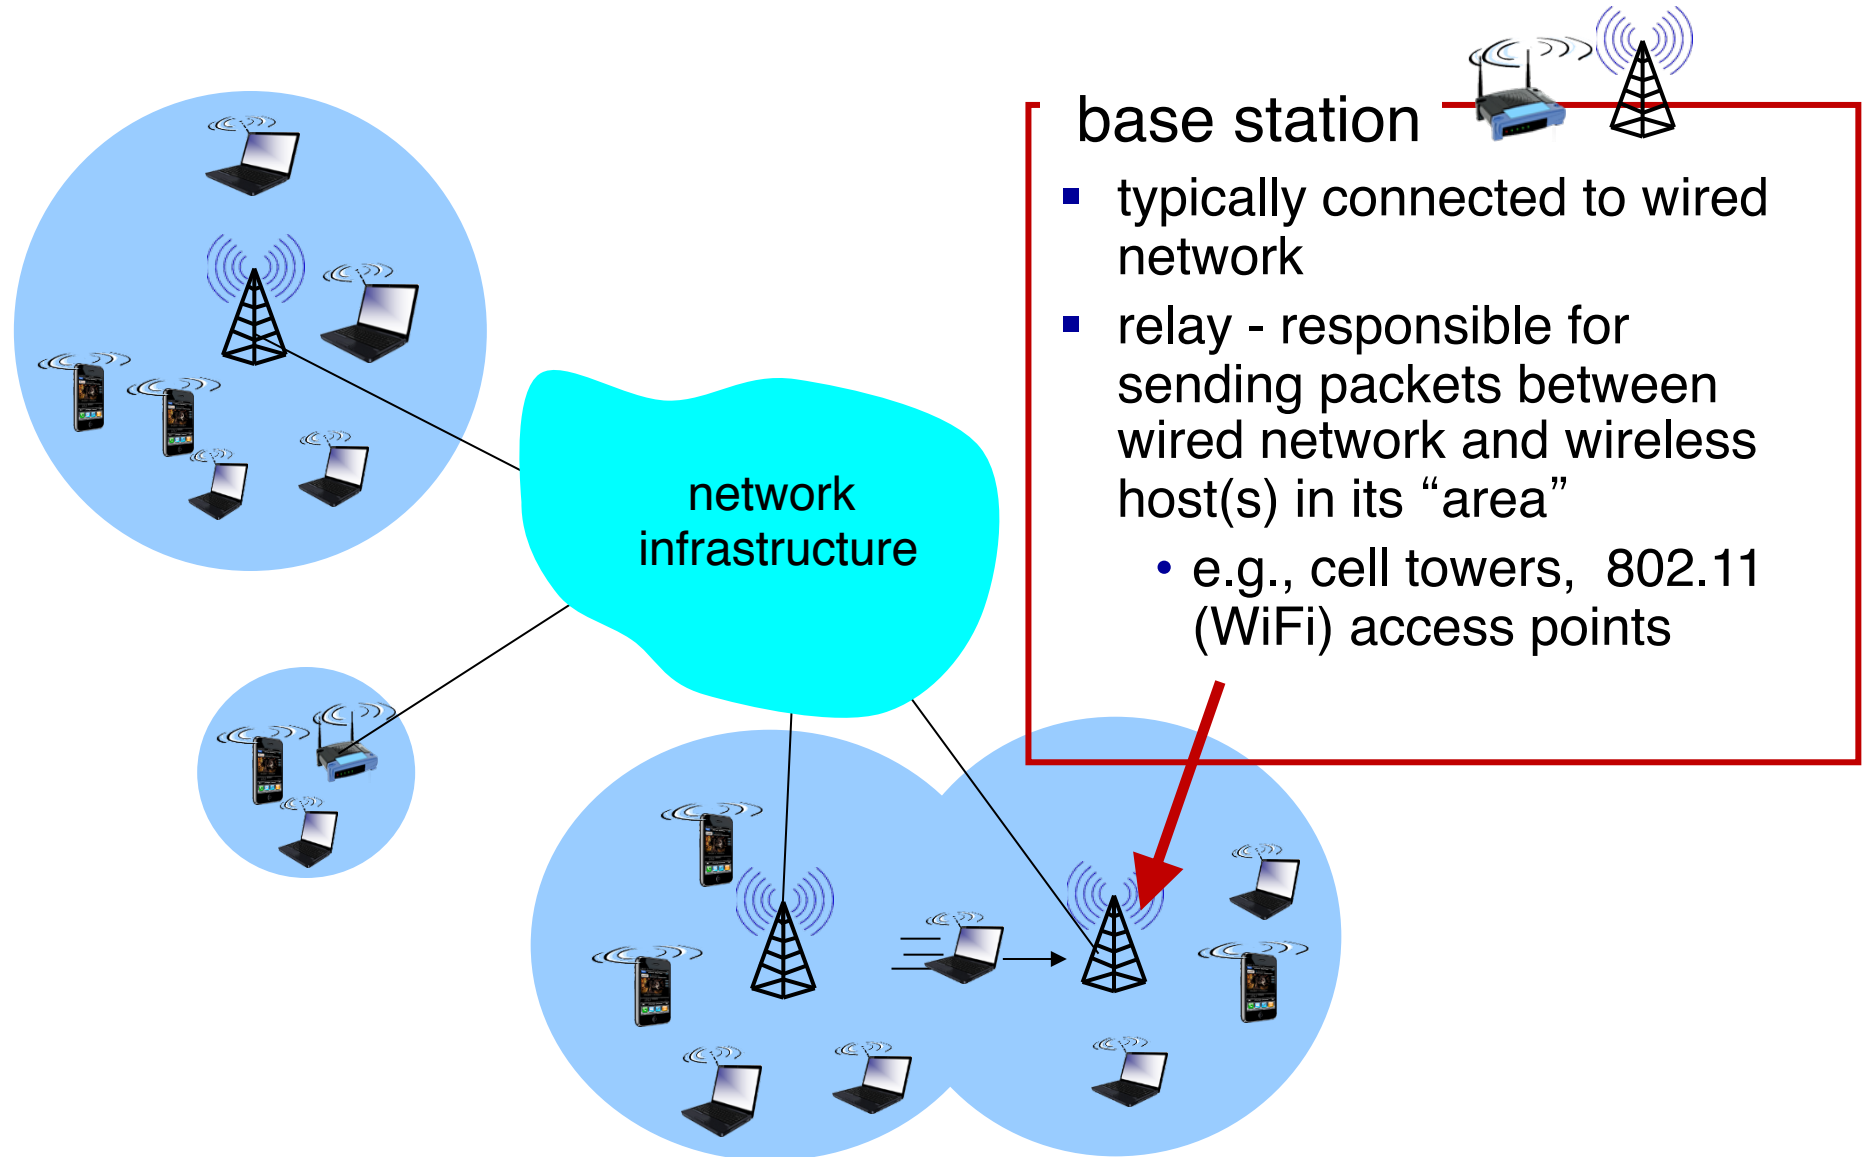 base station
▪ typically connected to wired
network
▪ relay - responsible for
sending packets between
wired network and wireless
host(s) in its “area”
• e.g., cell towers,  802.11
(WiFi) access points
network
infrastructure